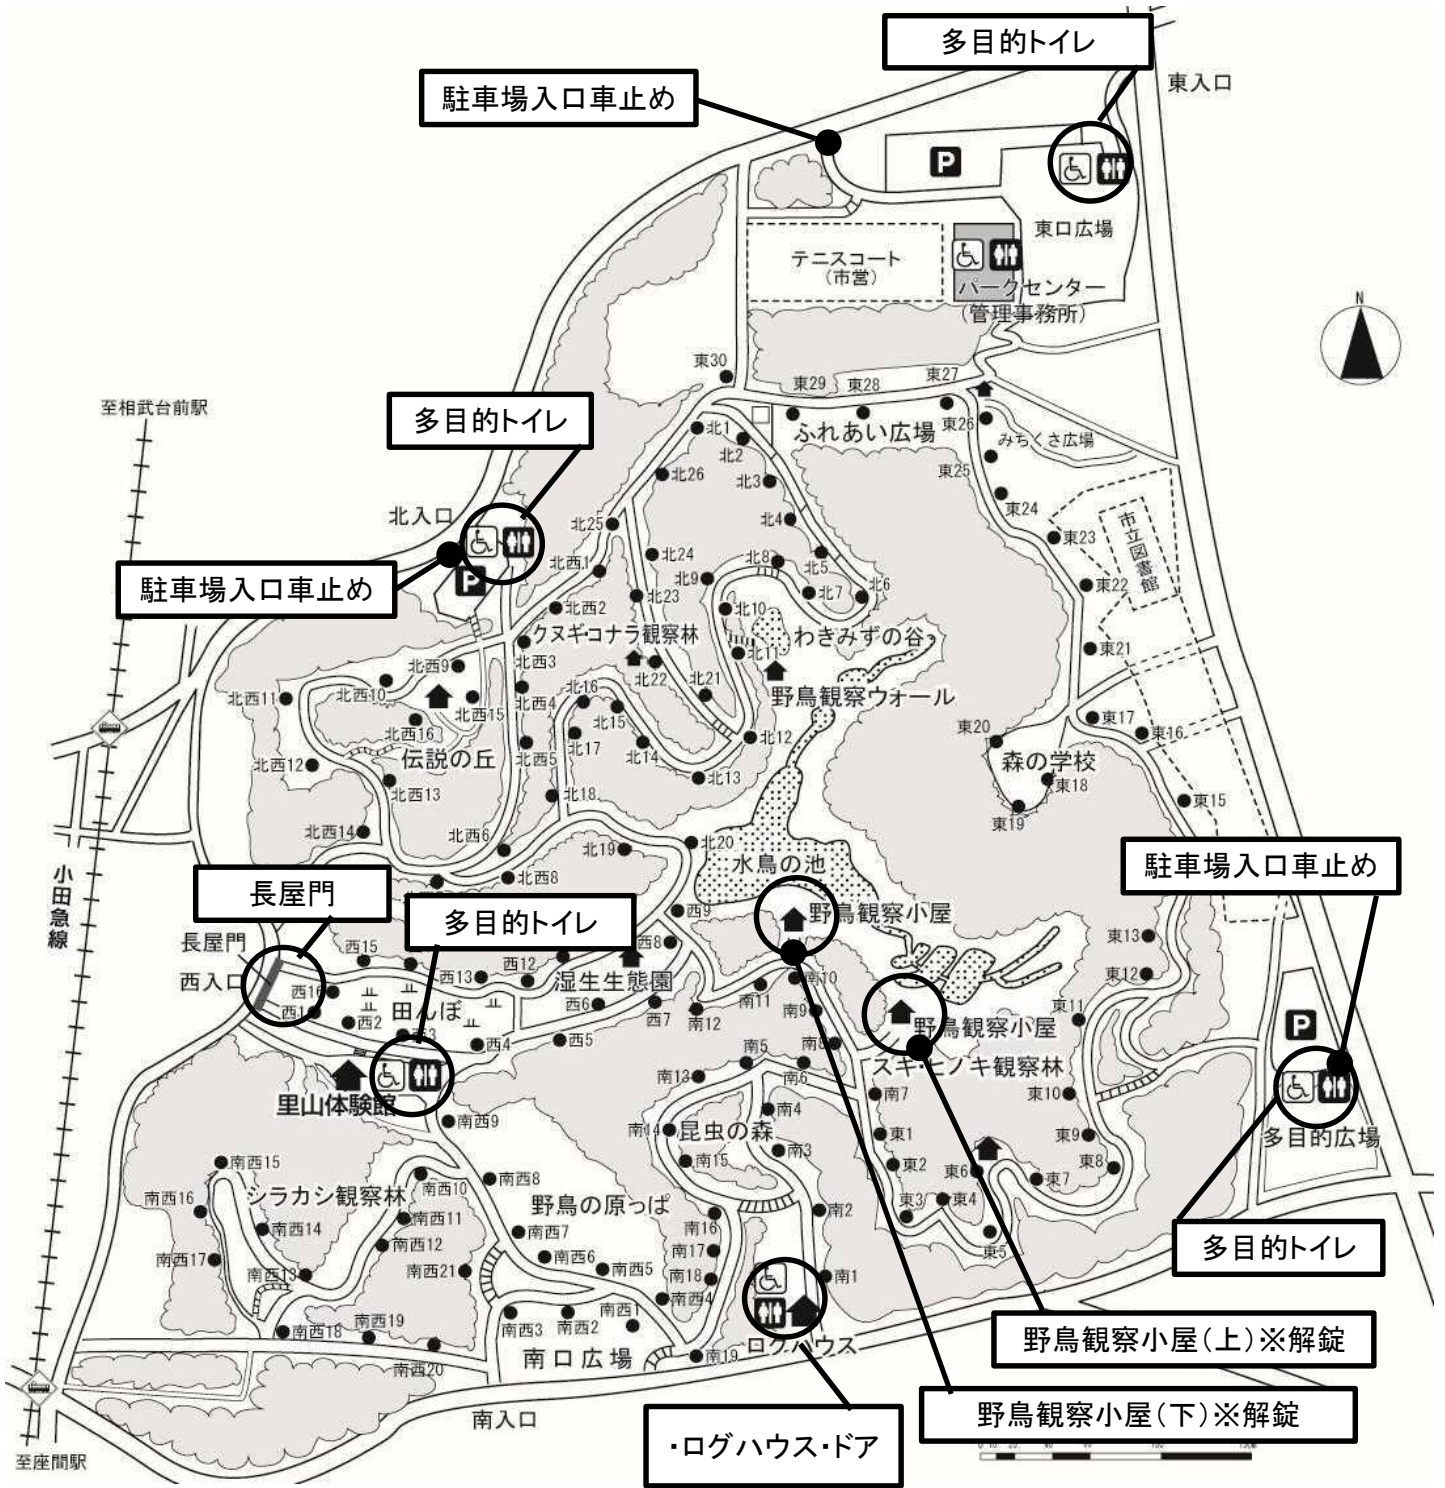 多目的トイレ
駐車場入口車止め
東入口
P
東口広場
テニスコート
(市営)
パークセンター
(管理事務所)
N
東30
東29
東28
東27
至相武台前駅
多目的トイレ
北1
北2
ふれあい広場
東26
みちくさ広場
東25
北26
北3
東24
北入口
北25
北4
東23
市立図書館
P
駐車場入口車止め
北西1
北24
北8
北5
北9
北6
北7
東22
北23
北西2
北10
クヌギ・コナラ観察林
わきみずの谷
北西3
北11
東21
北西9
北22
北21
野鳥観察ウォール
北西10
北西11
北西15
北西4
北16
北15
北西16
北17
北14
北12
東20
東17
東16
伝説の丘
北西5
森の学校
北西12
北西13
北13
東18
北18
東19
東15
北西14
北西6
北19
北20
水鳥の池
駐車場入口車止め
小田急線
長屋門
北西8
多目的トイレ
西9
野鳥観察小屋
長屋門
西15
西8
東13
西入口
西13
西12
湿生生態園
東12
西16
南11
南10
西1
西2
田んぼ
西6
西7
南12
南9
東11
野鳥観察小屋
P
西3
西4
西5
南8
スギ・ヒノキ観察林
南5
南6
南13
南7
東10
里山体験館
南4
多目的広場
南西9
南14
昆虫の森
東1
東9
南3
南西15
南15
東2
東6
東8
南西8
東7
シラカシ観察林
南西10
南西16
野鳥の原っぱ
東3
東4
南西11
南16
南2
南西14
南西7
東5
南西12
南17
南西17
南西6
多目的トイレ
南西13
南西21
南西5
南18
南1
南西4
南西18
南西19
南西3
南西2
南西1
野鳥観察小屋(上)※解錠
ログハウス
南西20
南口広場
南19
南入口
野鳥観察小屋(下)※解錠
・ログハウス・ドア
至座間駅